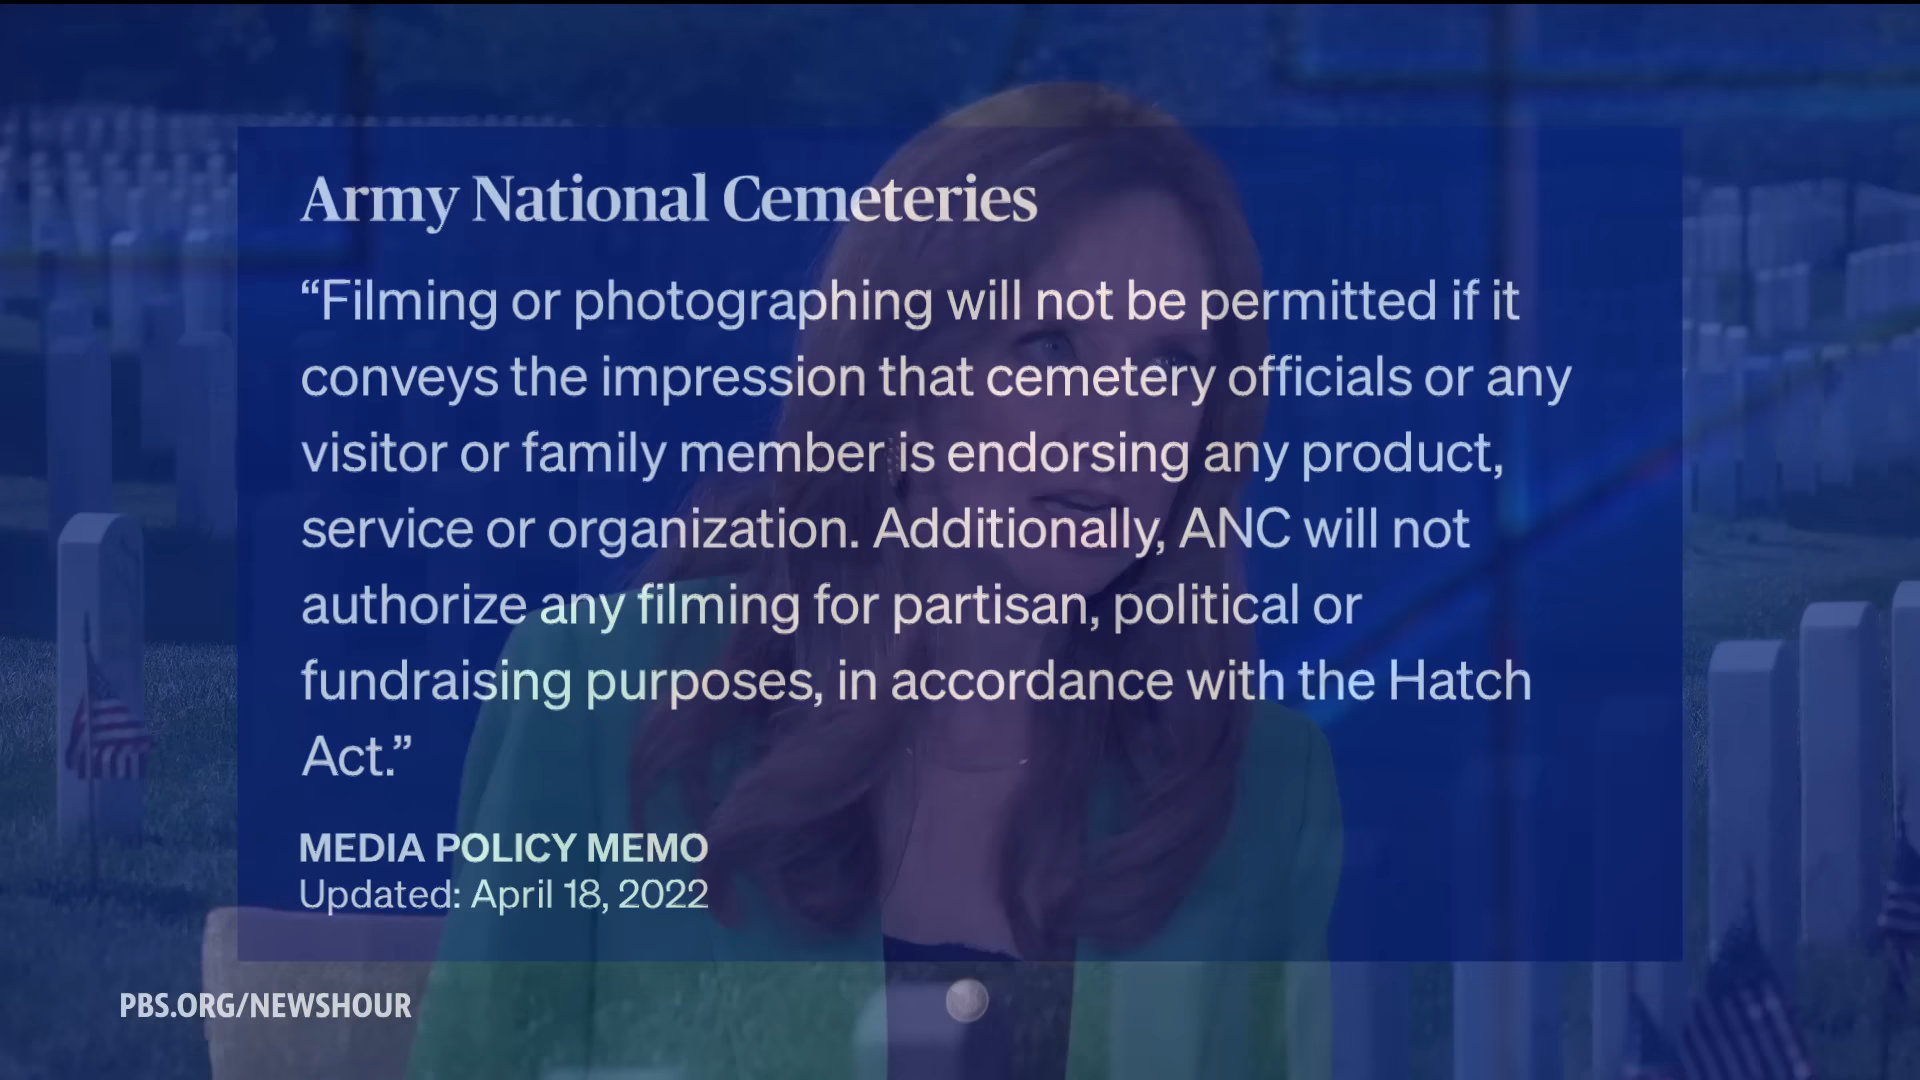 Army National Cemeteries
“Filming or photographing will not be permitted if it
conveys the impression that cemetery officials or any
visitor or family member is endorsing any product,
service or organization. Additionally, ANC will not
authorize any filming for partisan, political or
fundraising purposes, in accordance with the Hatch
Act.”
MEDIA POLICY MEMO
Updated: April 18, 2022
PBS.ORG/NEWSHOUR